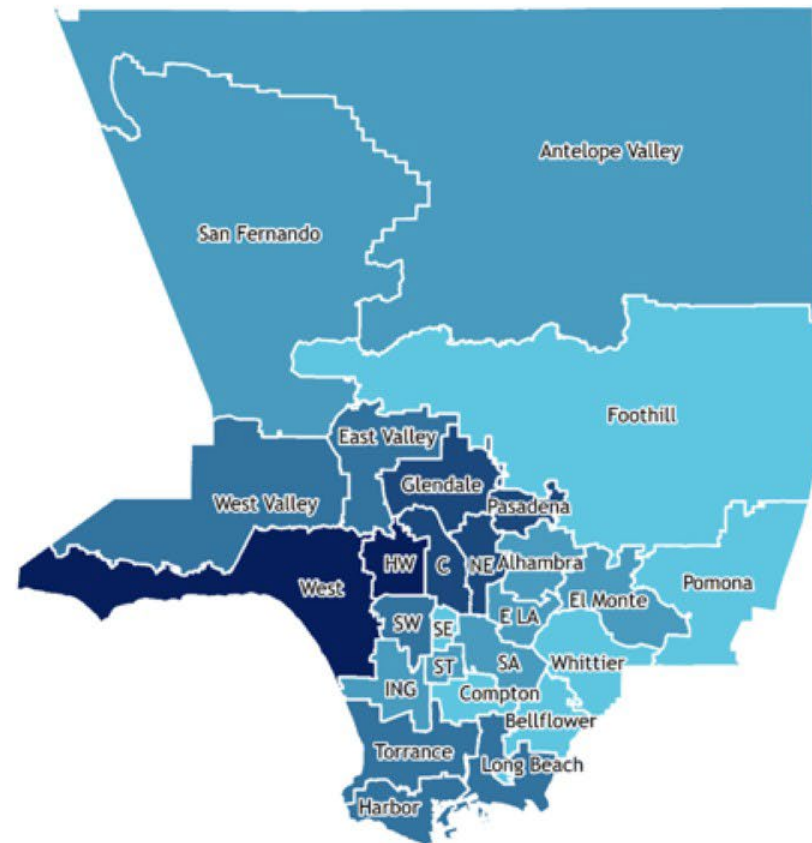 Antelope Valley
San Fernando
Foothill
East Valley
Glendale
West Valley
Pasadena
HW
C
NE
Alhambra
Pomona
West
El Monte
SW
SE
E LA
ST
SA
Whittier
ING
Compton
Bellflower
Torrance
Long Beach
Harbor